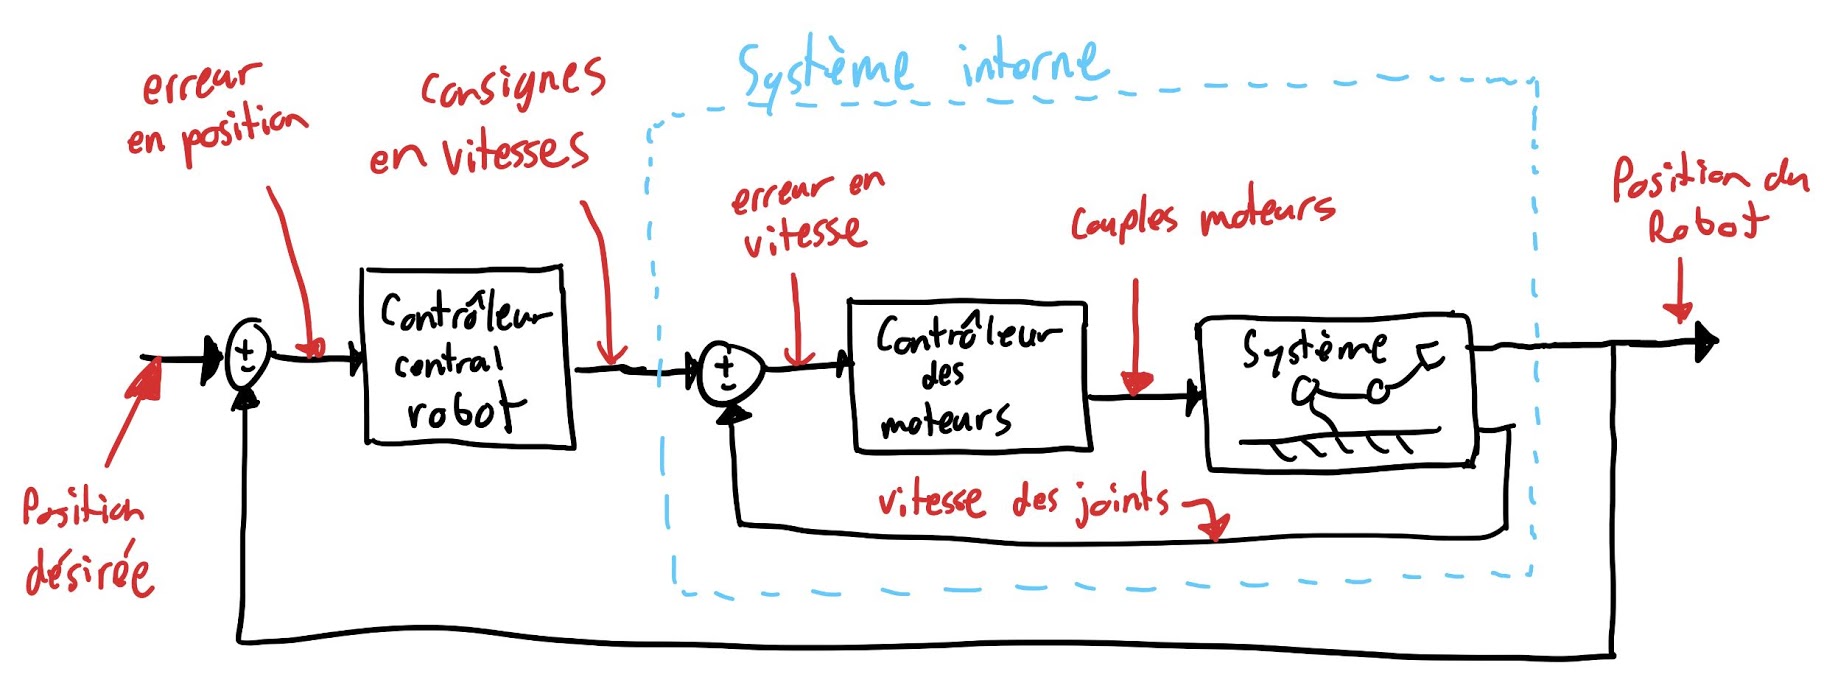 Système interne
erreur
en position
Consignes
en vitesses
erreur en
vitesse
Couples moteurs
Position du
Robot
±
Contrôleur
central
robot
±
Contrôleur
des
moteurs
Système
vitesse des joints
Position
désirée